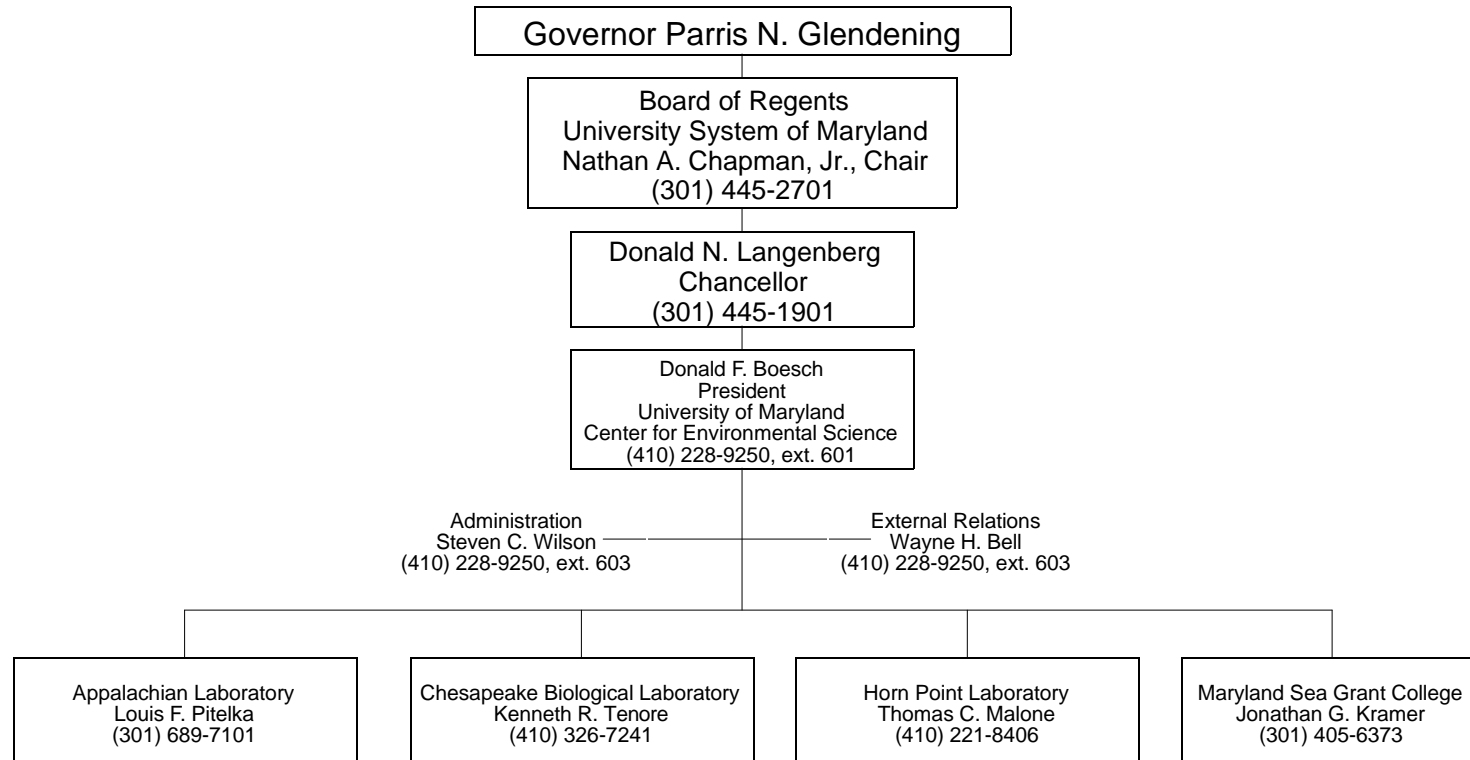 Governor Parris N. Glendening
Board of Regents
University System of Maryland
Nathan A. Chapman, Jr., Chair
(301) 445-2701
Donald N. Langenberg
Chancellor
(301) 445-1901
Donald F. Boesch
President
University of Maryland
Center for Environmental Science
(410) 228-9250, ext. 601
Administration
Steven C. Wilson
(410) 228-9250, ext. 603
External Relations
Wayne H. Bell
(410) 228-9250, ext. 603
Appalachian Laboratory
Louis F. Pitelka
(301) 689-7101
Chesapeake Biological Laboratory
Kenneth R. Tenore
(410) 326-7241
Horn Point Laboratory
Thomas C. Malone
(410) 221-8406
Maryland Sea Grant College
Jonathan G. Kramer
(301) 405-6373